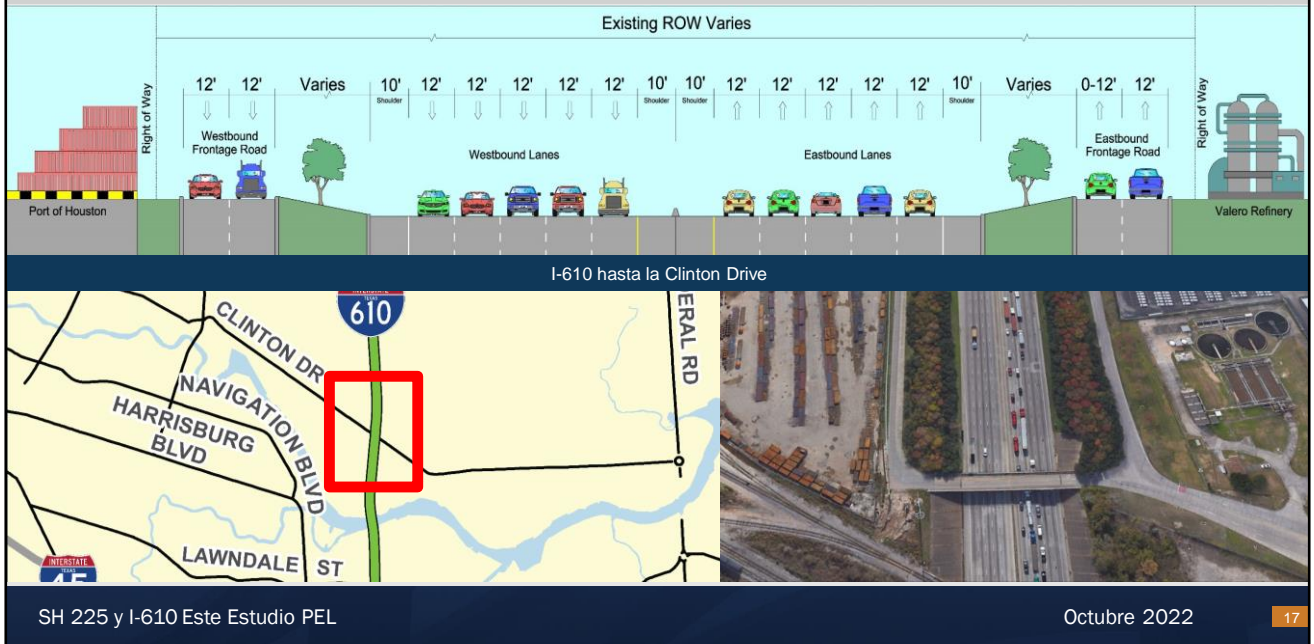 Existing ROW Varies
Right of Way
12' 12' Varies 10' 12' 12' 12' 12' 12' 10' 10' 12' 12' 12' 12' 12' 10' Varies 0-12' 12'
Shoulder Shoulder Shoulder Shoulder
Right of Way
Westbound
Frontage Road
Westbound Lanes
Eastbound Lanes
Eastbound
Frontage Road
Port of Houston
Valero Refinery
I-610 hasta la Clinton Drive
INTERSTATE
TEXAS
610
CLINTON DR
ERAL RD
NAVIGATION BLVD
HARRISBURG
BLVD
LAWNDALE ST
INTERSTATE
TEXAS
45
SH 225 y I-610 Este Estudio PEL
Octubre 2022
17